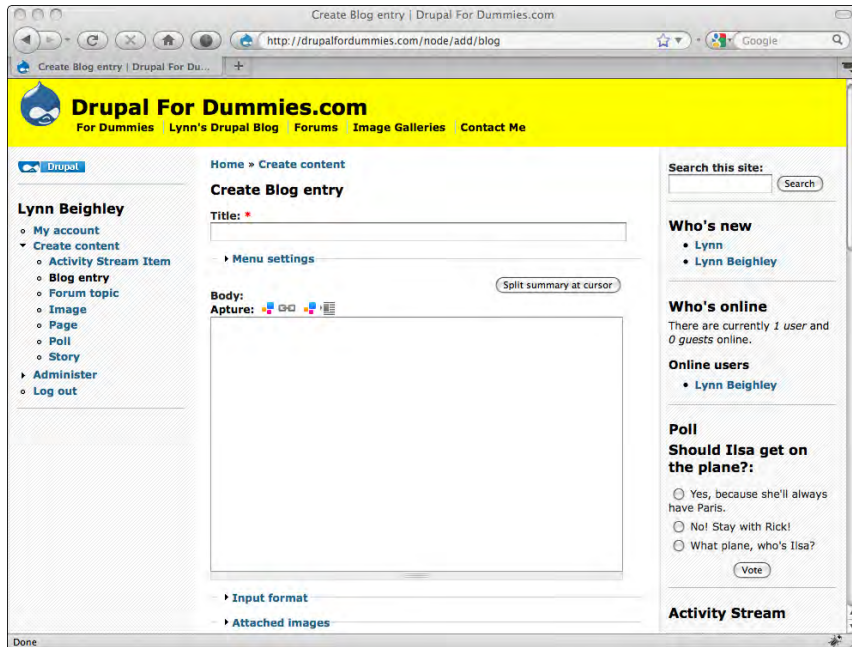 Create Blog entry | Drupal For Dummies.com
http://drupalfordummies.com/node/add/blog
Google
Create Blog entry | Drupal For Du...
Drupal For Dummies.com
For Dummies Lynn's Drupal Blog Forums Image Galleries Contact Me
Drupal
Lynn Beighley
My account
Create content
Activity Stream Item
Blog entry
Forum topic
Image
Page
Poll
Story
Administer
Log out
Home » Create content
Create Blog entry
Title: *
Menu settings
Split summary at cursor
Body:
Apture:
Input format
Attached images
Search this site:
Search
Who's new
Lynn
Lynn Beighley
Who's online
There are currently 1 user and
0 guests online.
Online users
Lynn Beighley
Poll
Should Ilsa get on
the plane?:
Yes, because she'll always
have Paris.
No! Stay with Rick!
What plane, who's Ilsa?
Vote
Activity Stream
Done